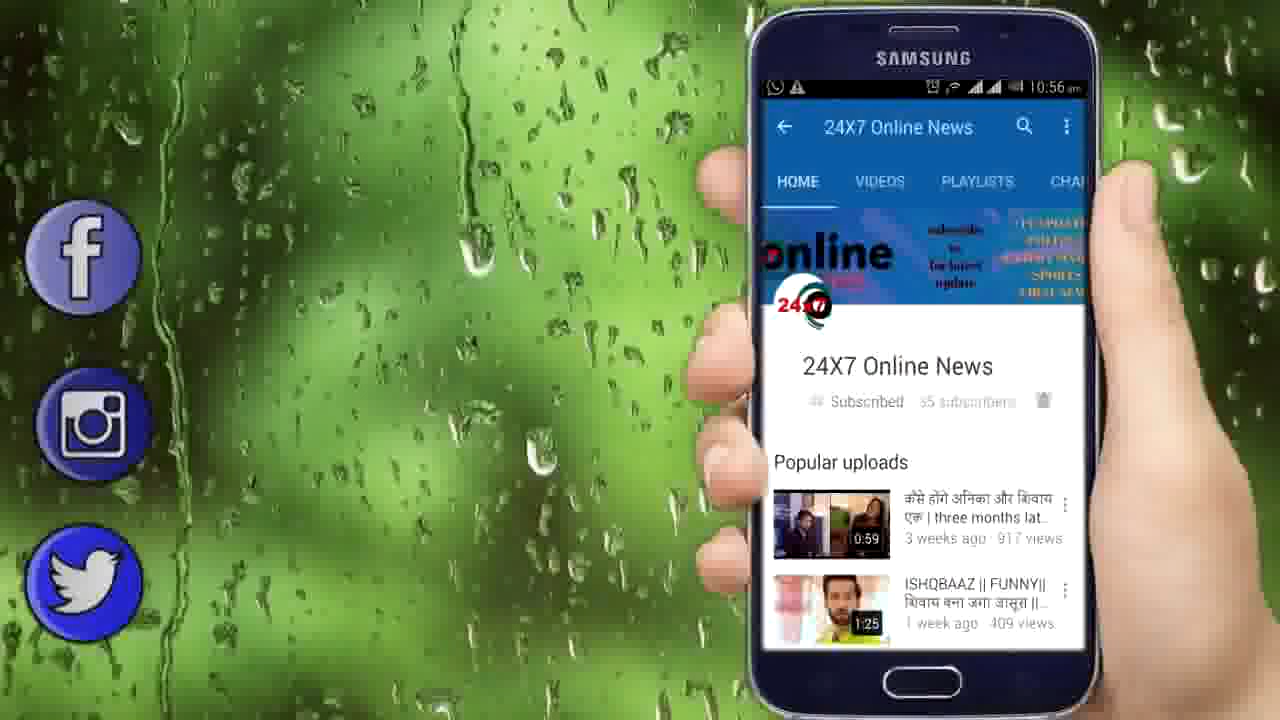 SAMSUNG
10:56 am
24X7 Online News
HOME VIDEOS PLAYLISTS CHA
online
subscribe
to
for latest
update
SPORTS
24x7
24X7 Online News
Subscribed 35 subscribers
Popular uploads
कैसे होंगे अनिका और शिवाय
एक | three months lat...
3 weeks ago · 917 views
0:59
ISHQBAAZ || FUNNY||
शिवाय बना जगा जासूस ||...
1 week ago · 409 views
1:25